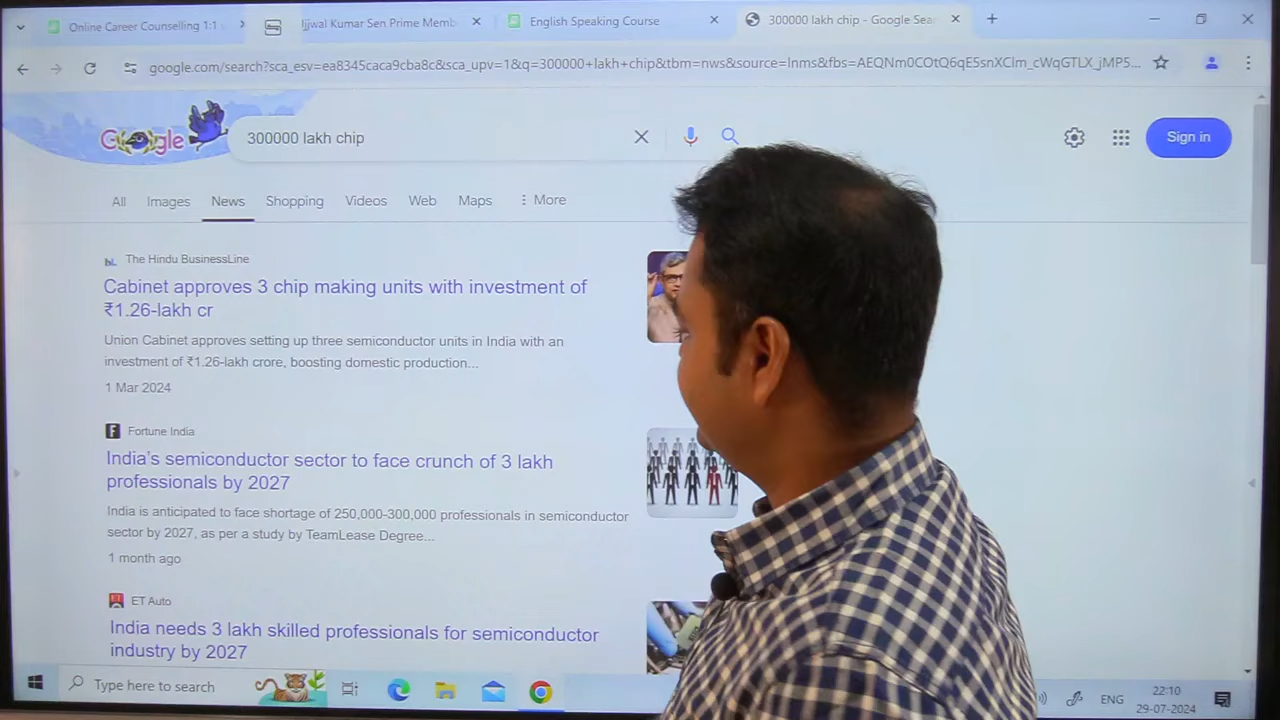 Online Career Counselling 1:1
Ijjwal Kumar Sen Prime Memb
English Speaking Course
300000 lakh chip - Google Sea
google.com/search?sca_esv=ea8345caca9cba8c&sca_upv=1&q=300000+lakh+chip&tbm=nws&source=lnms&fbs=AEQNm0COtQ6qE5snXClm_cWqGTLX_jMP5...
Google
300000 lakh chip
Sign in
All Images News Shopping Videos Web Maps More
bL The Hindu BusinessLine
Cabinet approves 3 chip making units with investment of
₹1.26-lakh cr
Union Cabinet approves setting up three semiconductor units in India with an
investment of ₹1.26-lakh crore, boosting domestic production...
1 Mar 2024
F Fortune India
India's semiconductor sector to face crunch of 3 lakh
professionals by 2027
India is anticipated to face shortage of 250,000-300,000 professionals in semiconductor
sector by 2027, as per a study by TeamLease Degree...
1 month ago
ET ET Auto
India needs 3 lakh skilled professionals for semiconductor
industry by 2027
Type here to search
ENG
22:10
29-07-2024